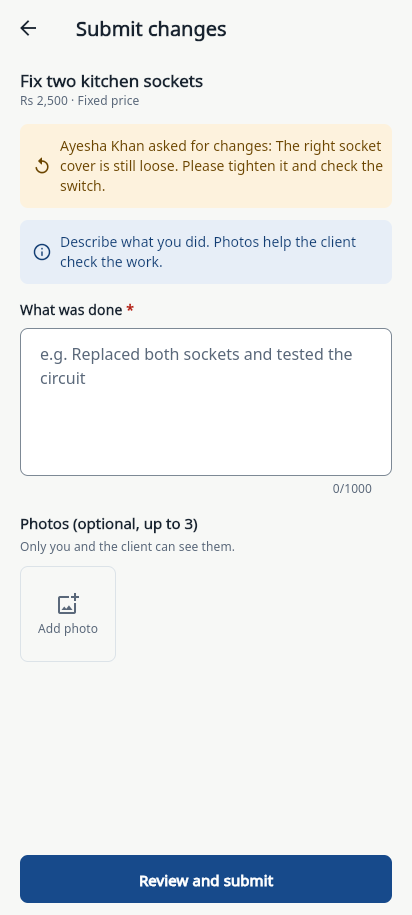 Submit changes
Fix two kitchen sockets
Rs 2,500 · Fixed price
Ayesha Khan asked for changes: The right socket
cover is still loose. Please tighten it and check the
switch.
Describe what you did. Photos help the client
check the work.
What was done *
e.g. Replaced both sockets and tested the
circuit
0/1000
Photos (optional, up to 3)
Only you and the client can see them.
Add photo
Review and submit